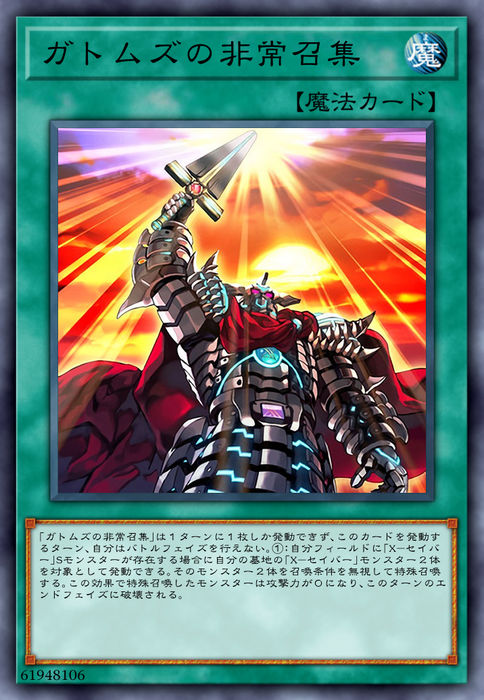 ガトムズの非常召集
魔
【魔法カード】
「ガトムズの非常召集」は1ターンに1枚しか発動できず、このカードを発動す
るターン、自分はバトルフェイズを行えない。①:自分フィールドに「X-セイバ
ー」Sモンスターが存在する場合に自分の墓地の「X-セイバー」モンスター2体
を対象として発動できる。そのモンスター2体を召喚条件を無視して特殊召喚
する。この効果で特殊召喚したモンスターは攻撃力が0になり、このターンのエ
ンドフェイズに破壊される。
61948106